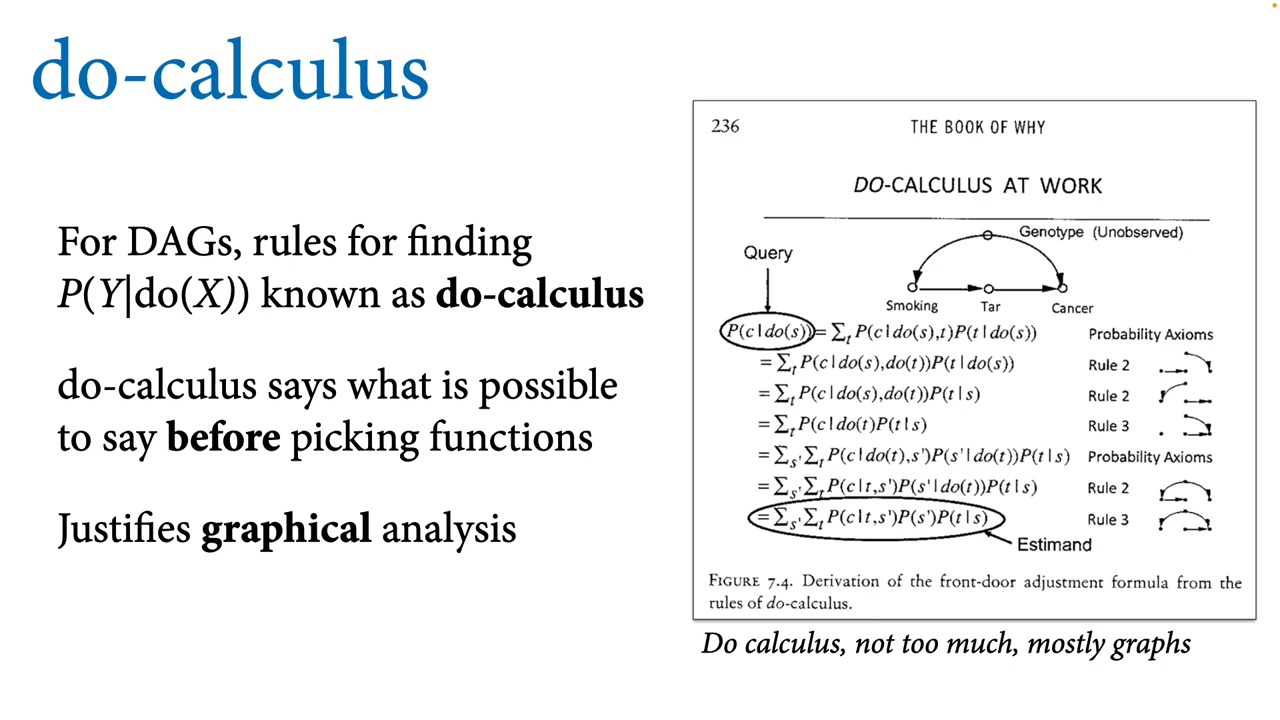 do-calculus
For DAGs, rules for finding
P(Y|do(X)) known as do-calculus
do-calculus says what is possible
to say before picking functions
Justifies graphical analysis
236 THE BOOK OF WHY
DO-CALCULUS AT WORK
Genotype (Unobserved)
Query
Smoking Tar Cancer
P(c|do(s)) = ∑ₜ P(c|do(s),t)P(t|do(s)) Probability Axioms
= ∑ₜ P(c|do(s),do(t))P(t|do(s)) Rule 2
= ∑ₜ P(c|do(s),do(t))P(t|s) Rule 2
= ∑ₜ P(c|do(t)P(t|s) Rule 3
= ∑ₛ' ∑ₜ P(c|do(t),s')P(s'|do(t))P(t|s) Probability Axioms
= ∑ₛ' ∑ₜ P(c|t,s')P(s'|do(t))P(t|s) Rule 2
= ∑ₛ' ∑ₜ P(c|t,s')P(s')P(t|s) Rule 3
Estimand
FIGURE 7.4. Derivation of the front-door adjustment formula from the
rules of do-calculus.
Do calculus, not too much, mostly graphs